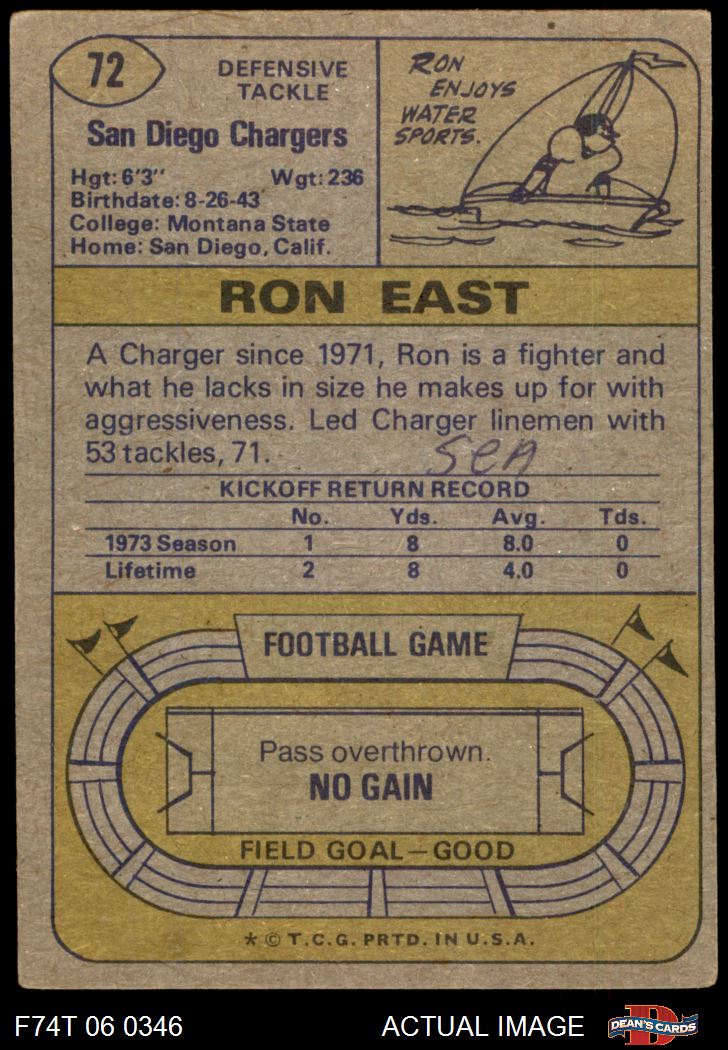 72
DEFENSIVE
TACKLE
San Diego Chargers
Hgt: 6'3" Wgt: 236
Birthdate: 8-26-43
College: Montana State
Home: San Diego, Calif.
RON
ENJOYS
WATER
SPORTS.
RON EAST
A Charger since 1971, Ron is a fighter and
what he lacks in size he makes up for with
aggressiveness. Led Charger linemen with
53 tackles, 71.
Sen
KICKOFF RETURN RECORD
No. Yds. Avg. Tds.
1973 Season 1 8 8.0 0
Lifetime 2 8 4.0 0
FOOTBALL GAME
Pass overthrown.
NO GAIN
FIELD GOAL—GOOD
* © T.C.G. PRTD. IN U.S.A.
F74T 06 0346 ACTUAL IMAGE
D
DEAN'S CARDS